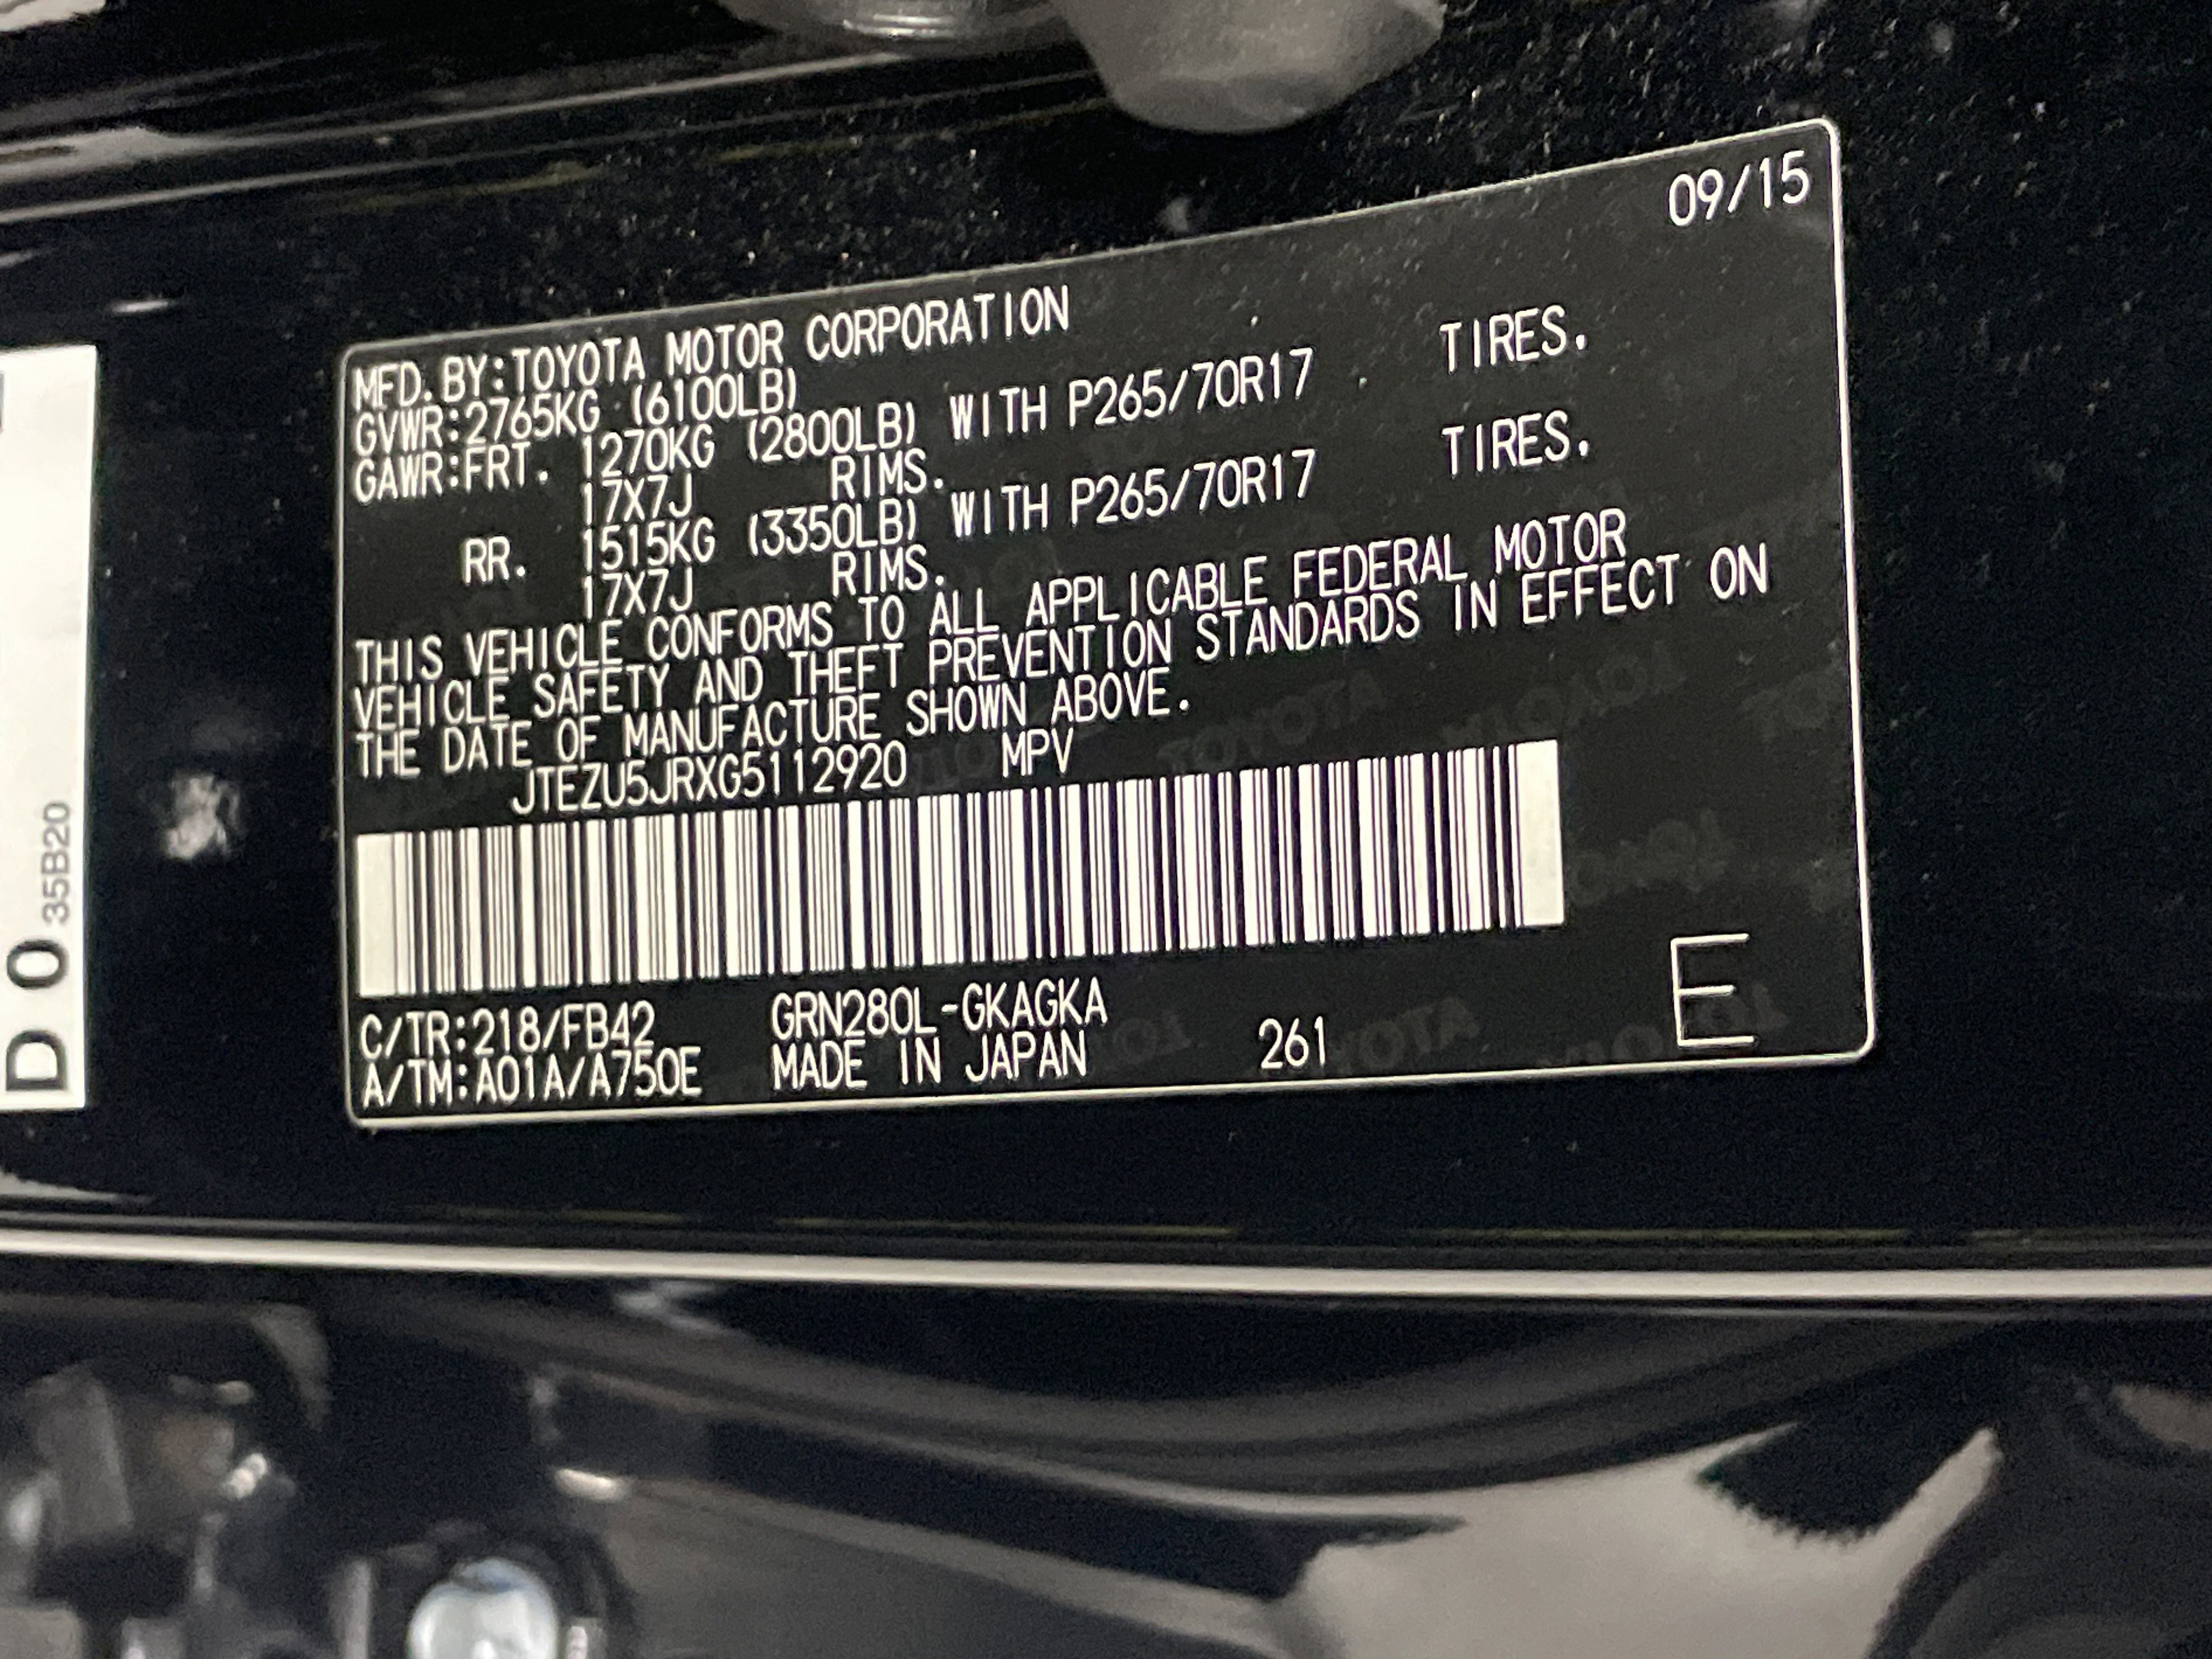 09/15
MFD.BY:TOYOTA MOTOR CORPORATION
GVWR:2765KG (6100LB)
GAWR:FRT. 1270KG (2800LB) WITH P265/70R17 TIRES.
17X7J RIMS.
RR. 1515KG (3350LB) WITH P265/70R17 TIRES.
17X7J RIMS.
THIS VEHICLE CONFORMS TO ALL APPLICABLE FEDERAL MOTOR
VEHICLE SAFETY AND THEFT PREVENTION STANDARDS IN EFFECT ON
THE DATE OF MANUFACTURE SHOWN ABOVE.
JTEZU5JRXG5112920 MPV
C/TR:218/FB42 GRN280L-GKAGKA
A/TM:A01A/A750E MADE IN JAPAN 261 E
D 0 35B20
TOYOTA